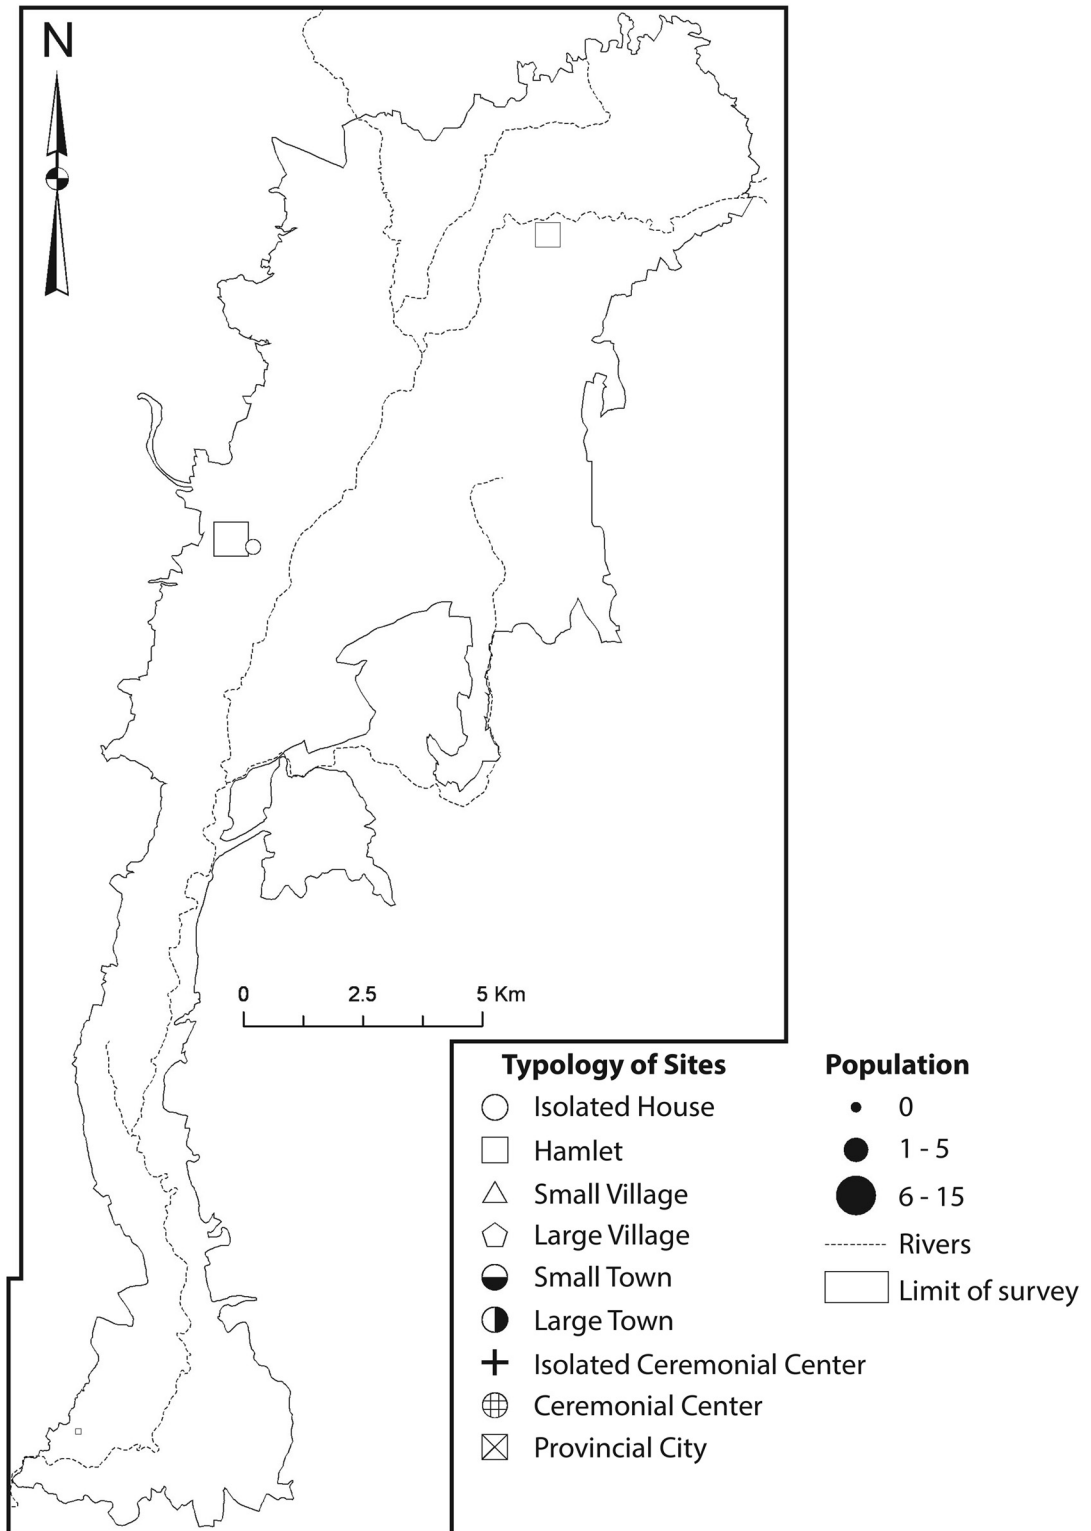 N
0 2.5 5 Km
Typology of Sites
Isolated House
Hamlet
Small Village
Large Village
Small Town
Large Town
Isolated Ceremonial Center
Ceremonial Center
Provincial City
Population
0
1 - 5
6 - 15
Rivers
Limit of survey